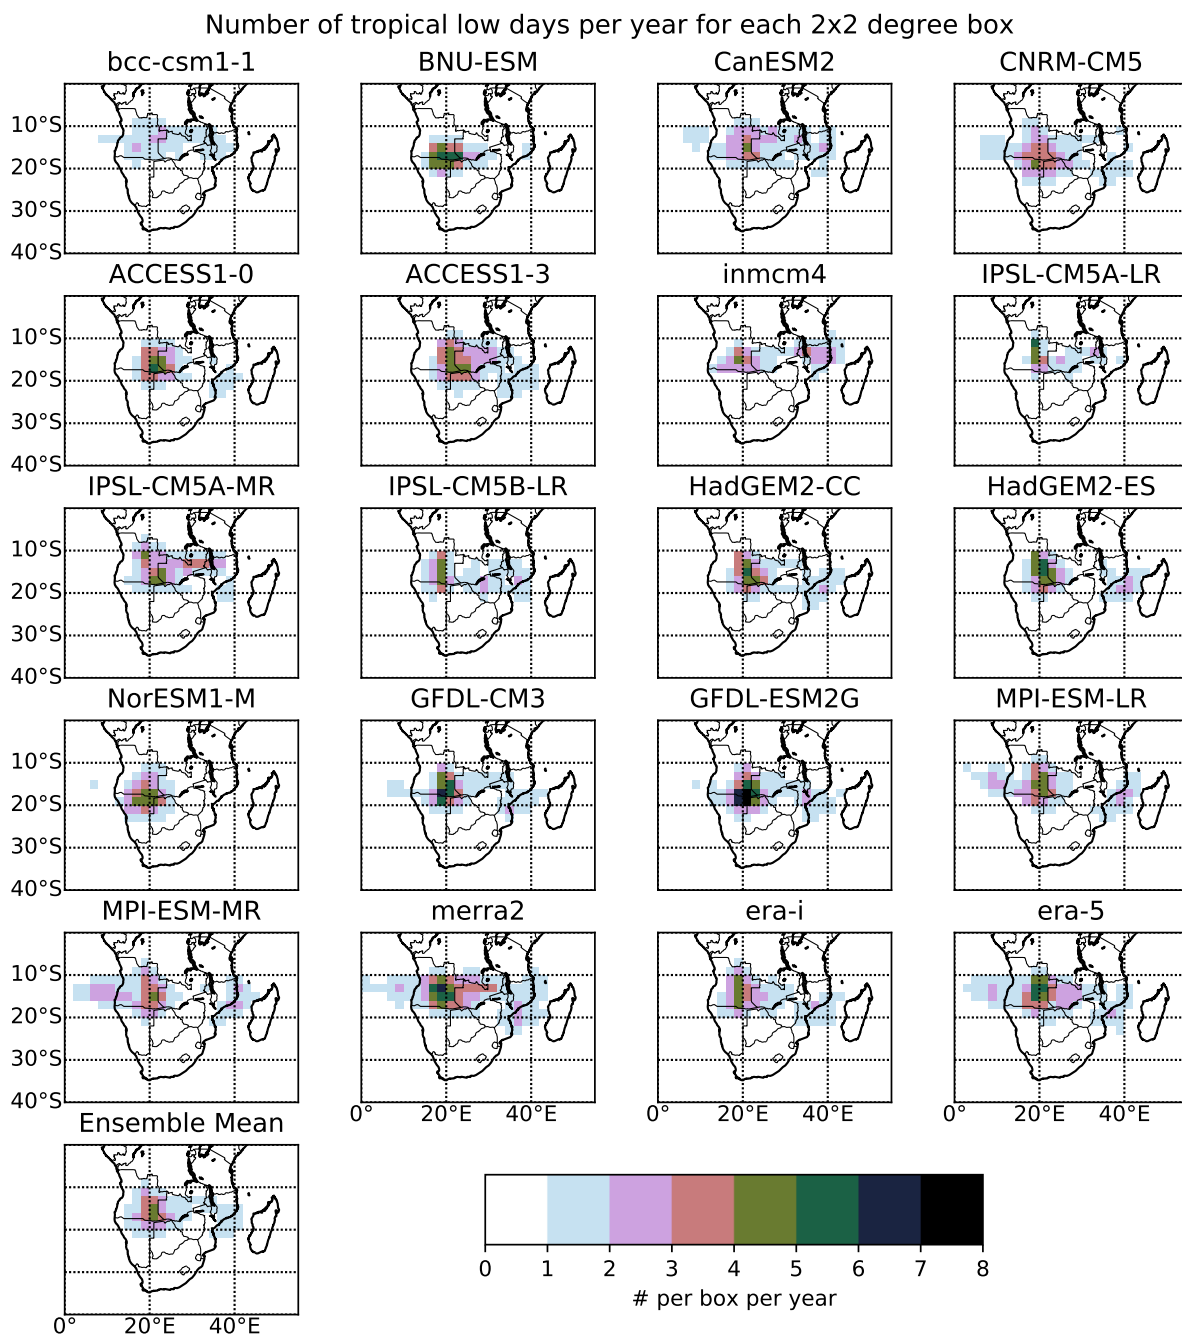 Number of tropical low days per year for each 2x2 degree box
bcc-csm1-1 BNU-ESM CanESM2 CNRM-CM5
10°S
20°S
30°S
40°S
ACCESS1-0 ACCESS1-3 inmcm4 IPSL-CM5A-LR
10°S
20°S
30°S
40°S
IPSL-CM5A-MR IPSL-CM5B-LR HadGEM2-CC HadGEM2-ES
10°S
20°S
30°S
40°S
NorESM1-M GFDL-CM3 GFDL-ESM2G MPI-ESM-LR
10°S
20°S
30°S
40°S
MPI-ESM-MR merra2 era-i era-5
10°S
20°S
30°S
40°S
0° 20°E 40°E 0° 20°E 40°E 0° 20°E 40°E
Ensemble Mean
0° 20°E 40°E
0 1 2 3 4 5 6 7 8
# per box per year